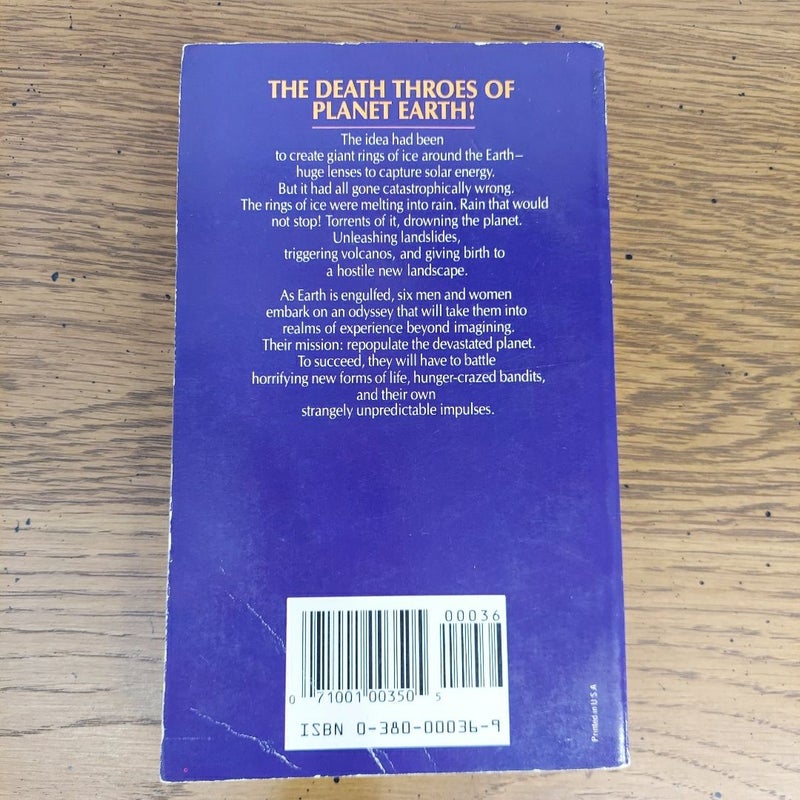 THE DEATH THROES OF
PLANET EARTH!
The idea had been
to create giant rings of ice around the Earth—
huge lenses to capture solar energy.
But it had all gone catastrophically wrong.
The rings of ice were melting into rain. Rain that would
not stop! Torrents of it, drowning the planet.
Unleashing landslides,
triggering volcanos, and giving birth to
a hostile new landscape.
As Earth is engulfed, six men and women
embark on an odyssey that will take them into
realms of experience beyond imagining.
Their mission: repopulate the devastated planet.
To succeed, they will have to battle
horrifying new forms of life, hunger-crazed bandits,
and their own
strangely unpredictable impulses.
00036
0 71001 00350 5
ISBN 0-380-00036-9
Printed in U.S.A